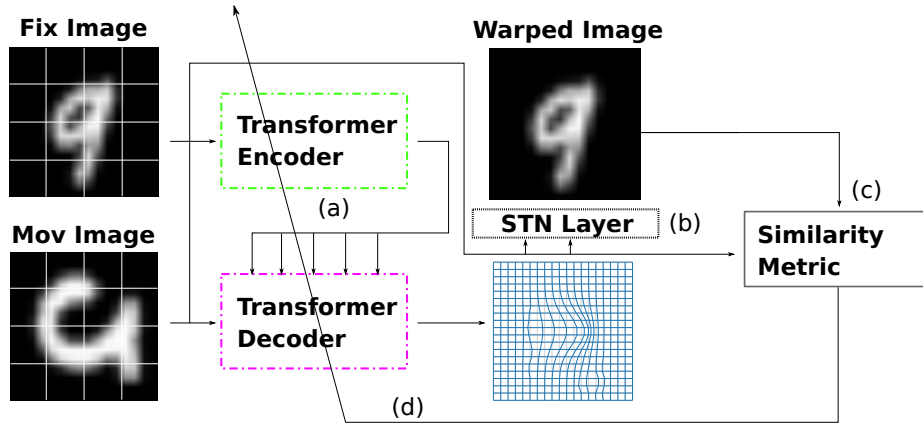 Fix Image
Warped Image
Transformer
Encoder
(a)
(c)
Mov Image
STN Layer
(b)
Similarity
Metric
Transformer
Decoder
(d)